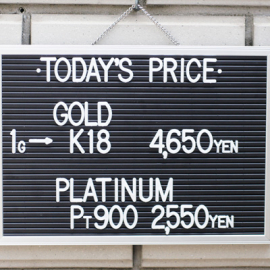 ·TODAY'S PRICE·
GOLD
1G→ K18 4,650YEN
PLATINUM
PT900 2,550YEN